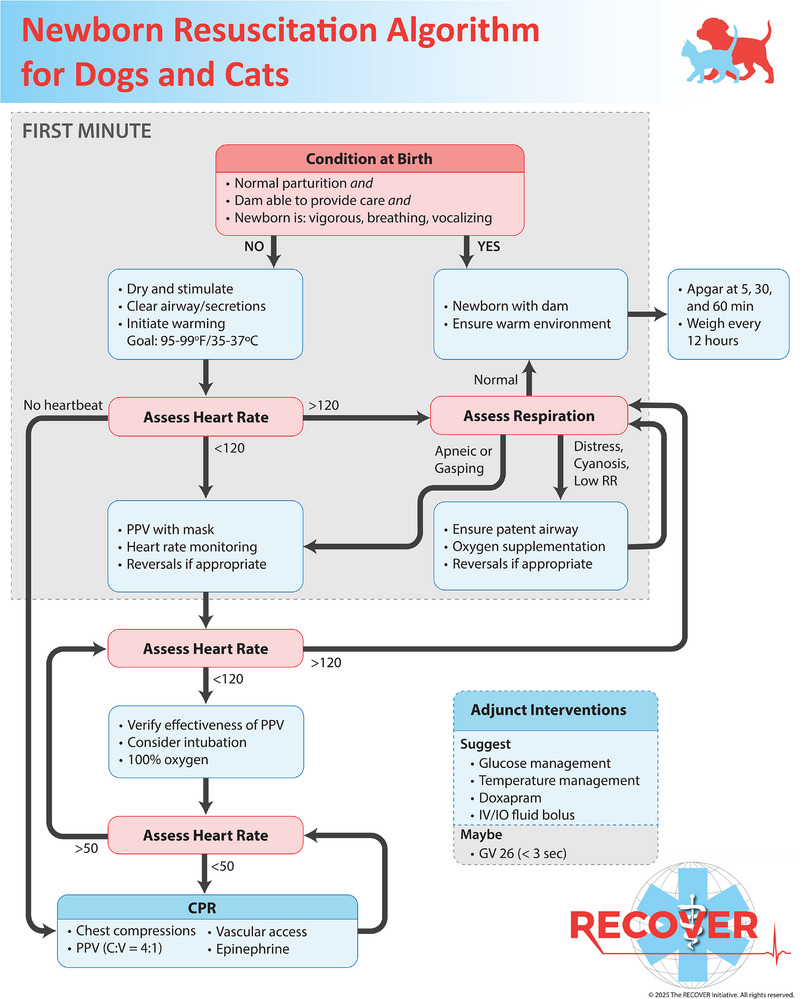 Newborn Resuscitation Algorithm
for Dogs and Cats
FIRST MINUTE
Condition at Birth
• Normal parturition and
• Dam able to provide care and
• Newborn is: vigorous, breathing, vocalizing
NO
YES
• Dry and stimulate
• Clear airway/secretions
• Initiate warming
Goal: 95-99ºF/35-37ºC
• Newborn with dam
• Ensure warm environment
• Apgar at 5, 30,
and 60 min
• Weigh every
12 hours
Normal
No heartbeat
Assess Heart Rate
>120
Assess Respiration
<120
Apneic or
Gasping
Distress,
Cyanosis,
Low RR
• PPV with mask
• Heart rate monitoring
• Reversals if appropriate
• Ensure patent airway
• Oxygen supplementation
• Reversals if appropriate
Assess Heart Rate
>120
<120
• Verify effectiveness of PPV
• Consider intubation
• 100% oxygen
Assess Heart Rate
>50
<50
CPR
• Chest compressions
• PPV (C:V = 4:1)
• Vascular access
• Epinephrine
Adjunct Interventions
Suggest
• Glucose management
• Temperature management
• Doxapram
• IV/IO fluid bolus
Maybe
• GV 26 (< 3 sec)
RECOVER
© 2025 The RECOVER Initiative. All rights reserved.